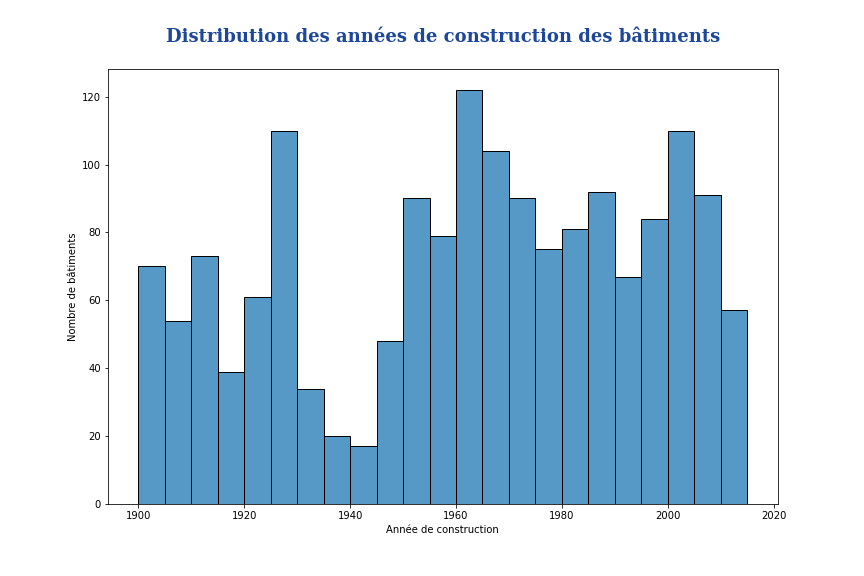 Distribution des années de construction des bâtiments
120
100
80
60
40
20
0
Nombre de bâtiments
1900 1920 1940 1960 1980 2000 2020
Année de construction